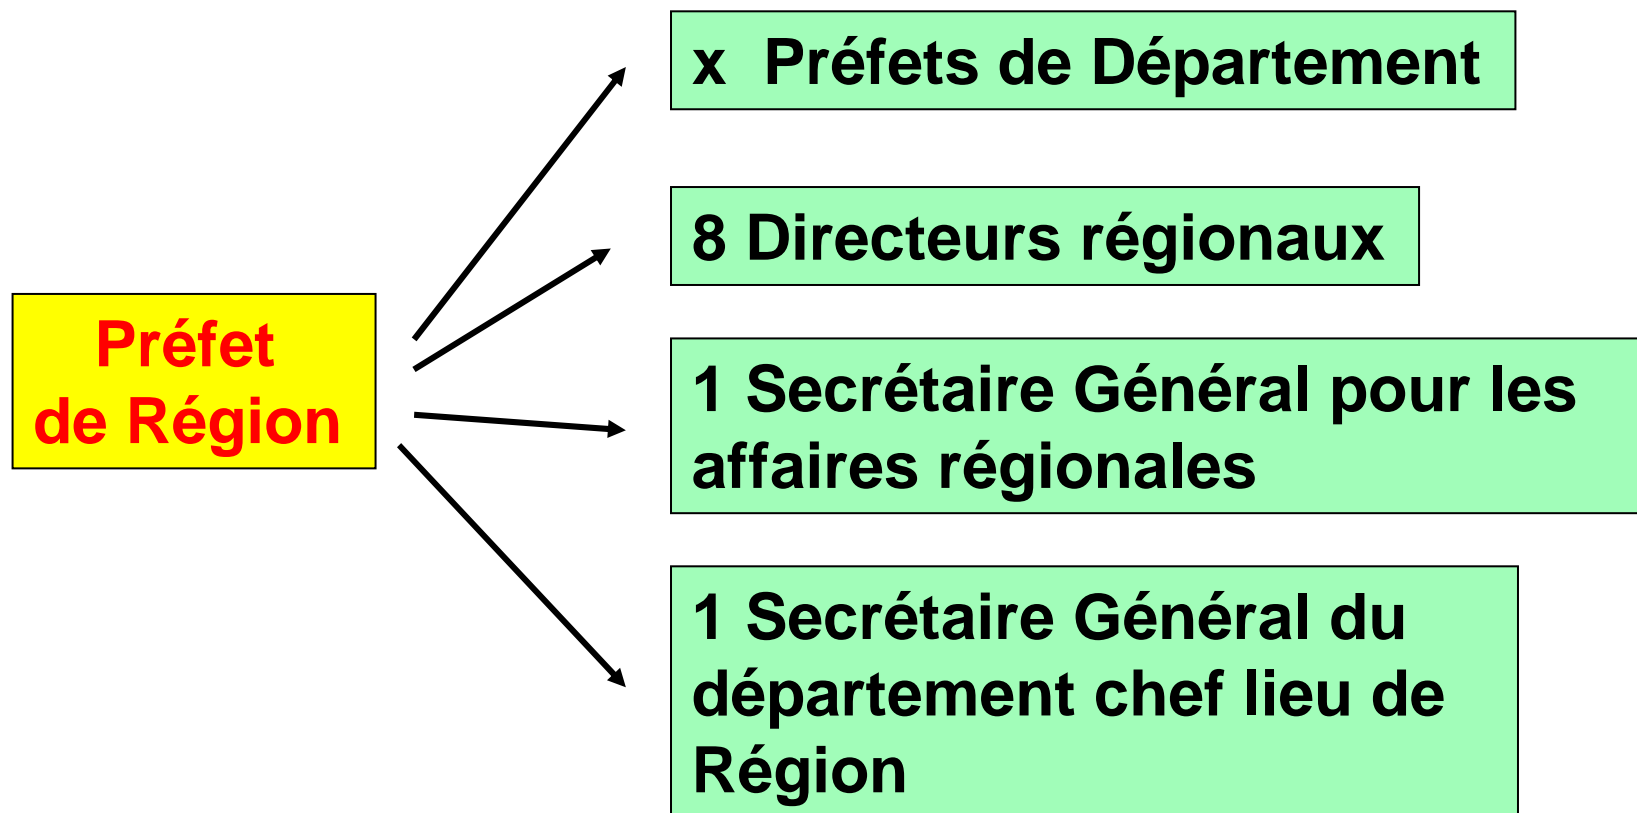 x Préfets de Département
8 Directeurs régionaux
Préfet
de Région
1 Secrétaire Général pour les
affaires régionales
1 Secrétaire Général du
département chef lieu de
Région